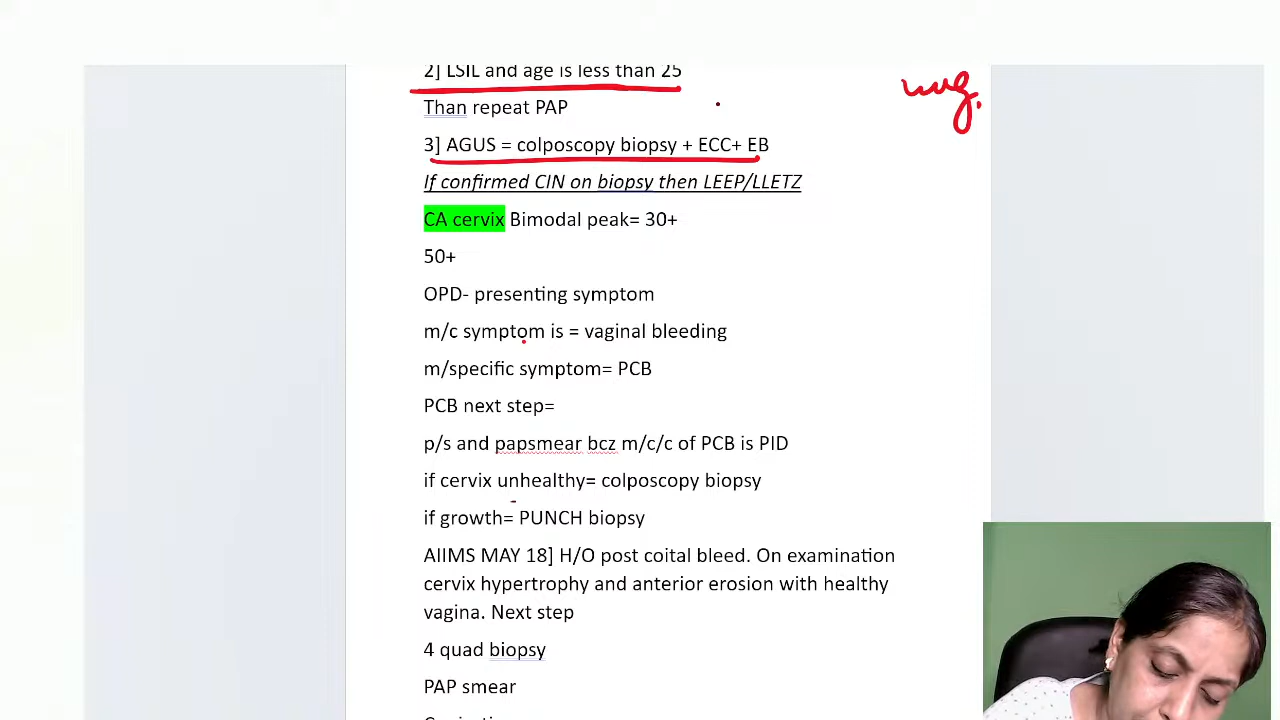 2] LSIL and age is less than 25
Than repeat PAP
3] AGUS = colposcopy biopsy + ECC+ EB
If confirmed CIN on biopsy then LEEP/LLETZ
CA cervix Bimodal peak= 30+
50+
OPD- presenting symptom
m/c symptom is = vaginal bleeding
m/specific symptom= PCB
PCB next step=
p/s and papsmear bcz m/c/c of PCB is PID
if cervix unhealthy= colposcopy biopsy
if growth= PUNCH biopsy
AIIMS MAY 18] H/O post coital bleed. On examination
cervix hypertrophy and anterior erosion with healthy
vagina. Next step
4 quad biopsy
PAP smear